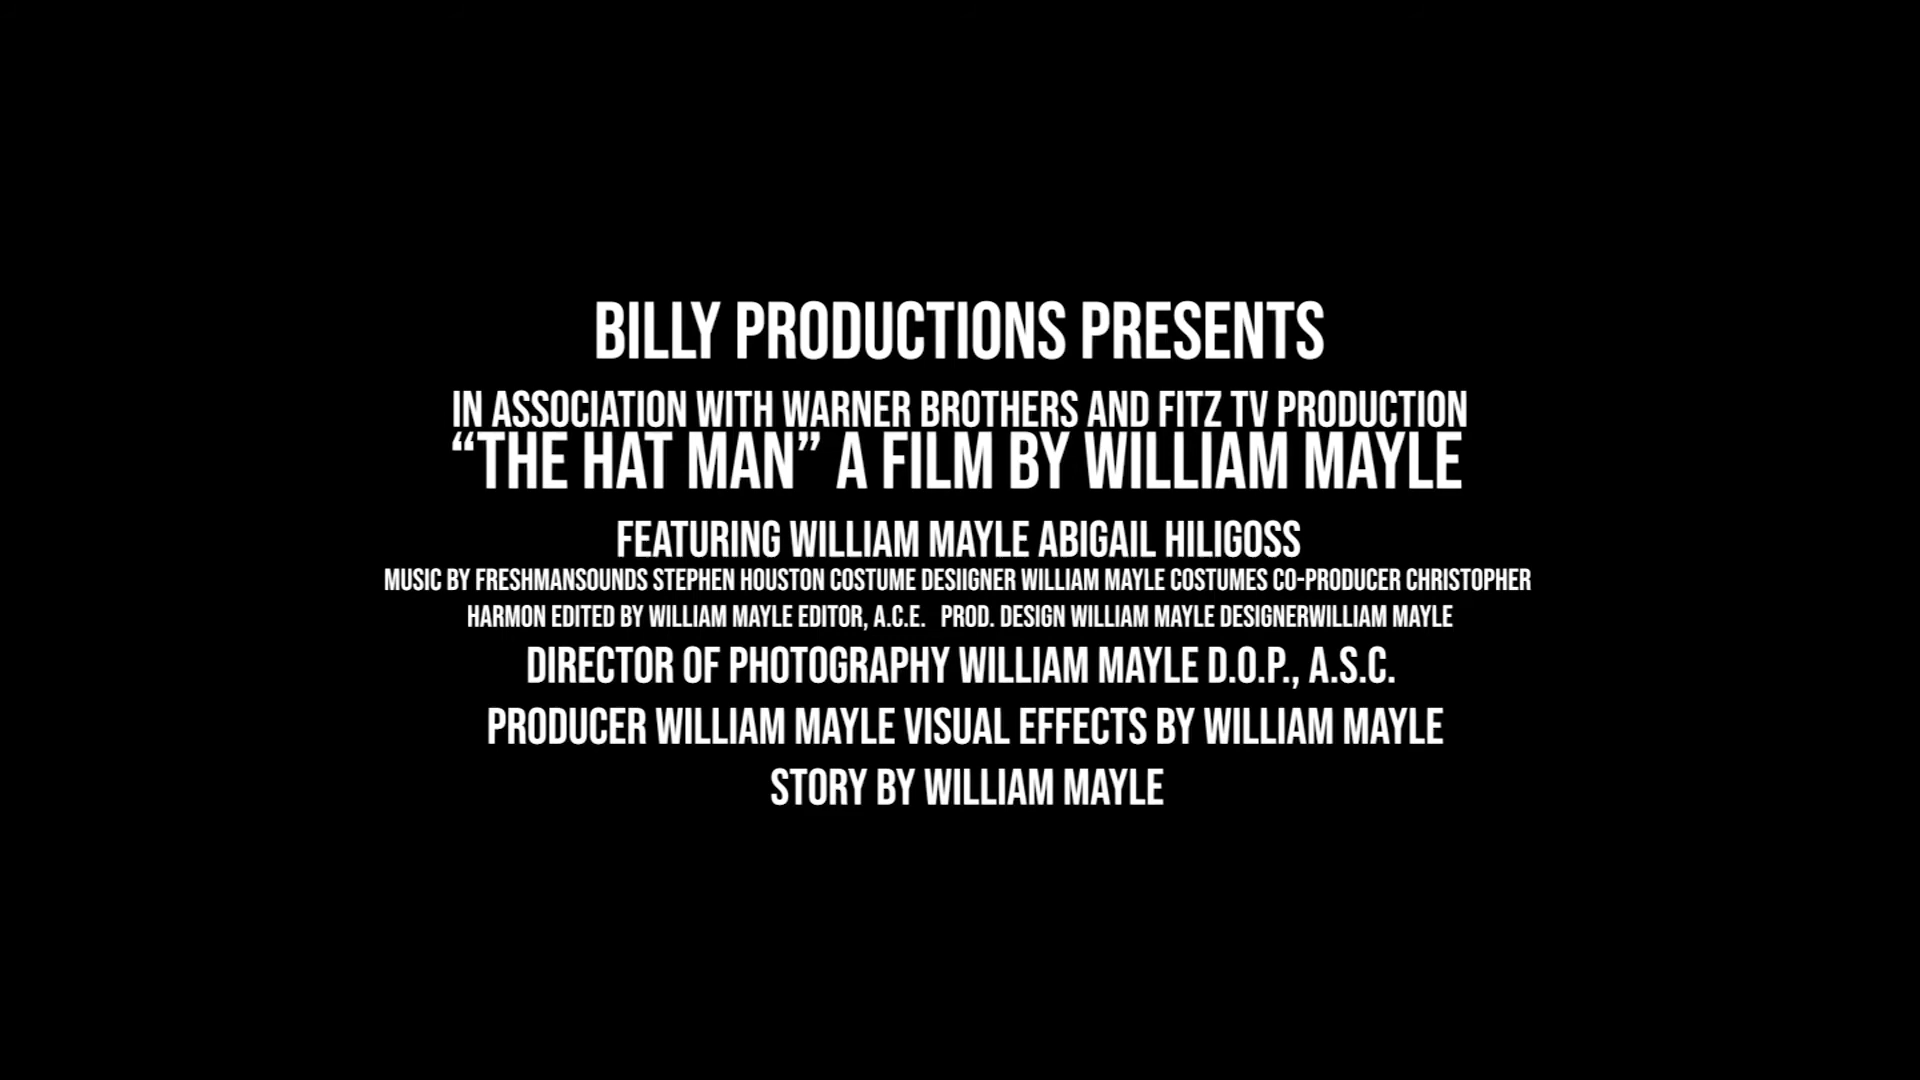 BILLY PRODUCTIONS PRESENTS
IN ASSOCIATION WITH WARNER BROTHERS AND FITZ TV PRODUCTION
“THE HAT MAN” A FILM BY WILLIAM MAYLE
FEATURING WILLIAM MAYLE ABIGAIL HILIGOSS
MUSIC BY FRESHMANSOUNDS STEPHEN HOUSTON COSTUME DESIIGNER WILLIAM MAYLE COSTUMES CO-PRODUCER CHRISTOPHER
HARMON EDITED BY WILLIAM MAYLE EDITOR, A.C.E. PROD. DESIGN WILLIAM MAYLE DESIGNERWILLIAM MAYLE
DIRECTOR OF PHOTOGRAPHY WILLIAM MAYLE D.O.P., A.S.C.
PRODUCER WILLIAM MAYLE VISUAL EFFECTS BY WILLIAM MAYLE
STORY BY WILLIAM MAYLE